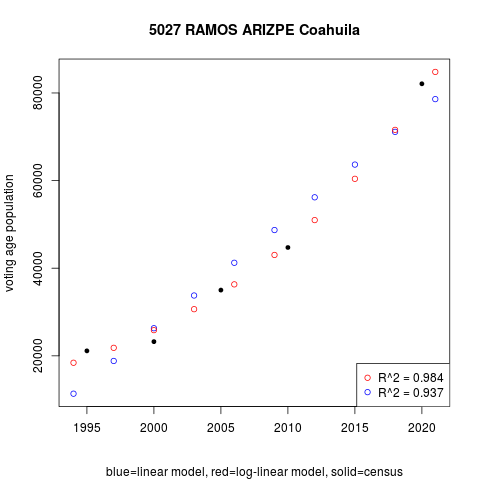 5027 RAMOS ARIZPE Coahuila
voting age population
80000
60000
40000
20000
R^2 = 0.984
R^2 = 0.937
1995 2000 2005 2010 2015 2020
blue=linear model, red=log-linear model, solid=census